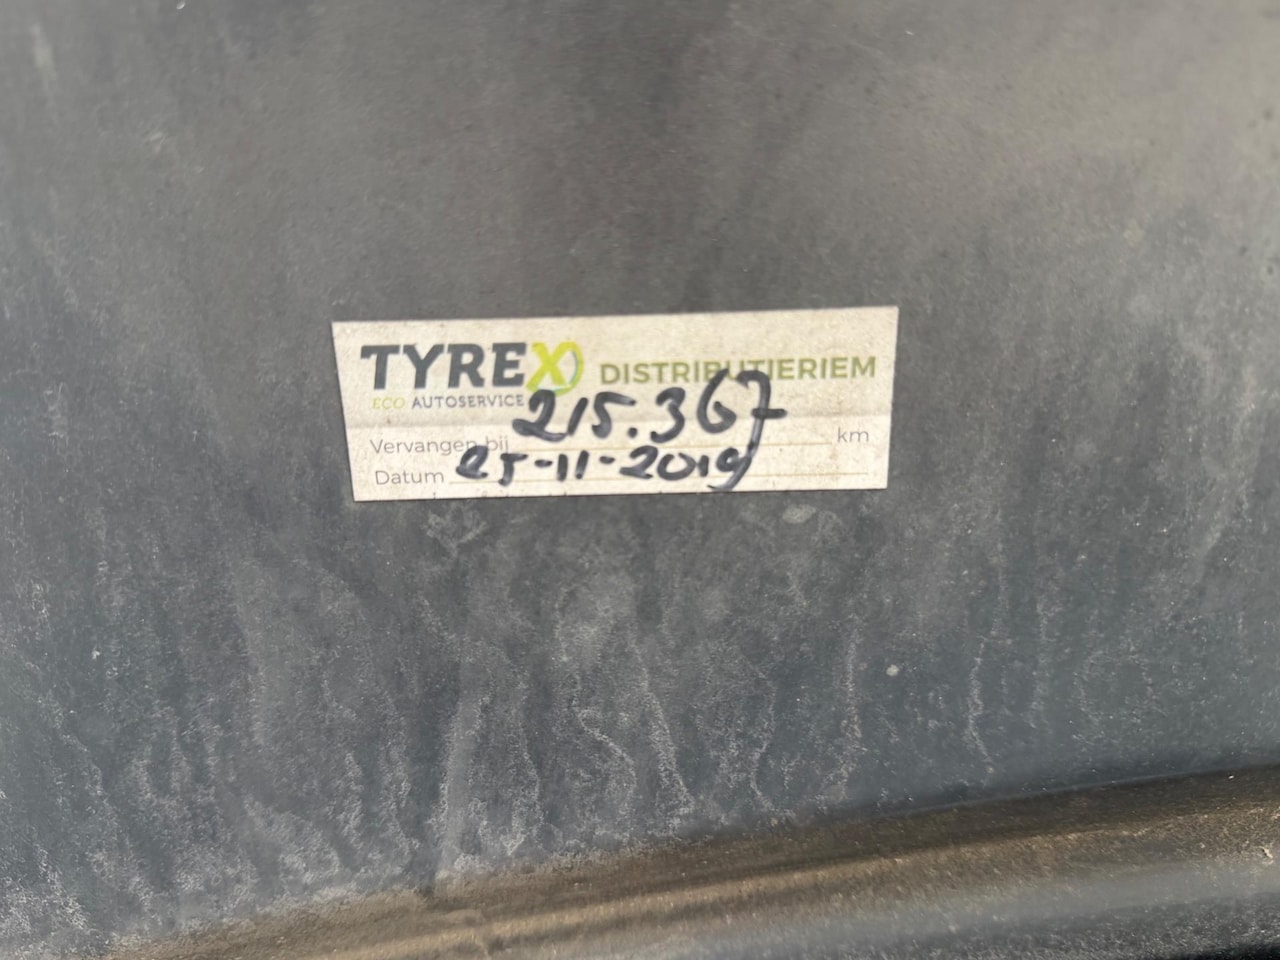 TYREX DISTRIBUTIERIEM
ECO AUTOSERVICE
Vervangen bij 215.367 km
Datum 25-11-2019